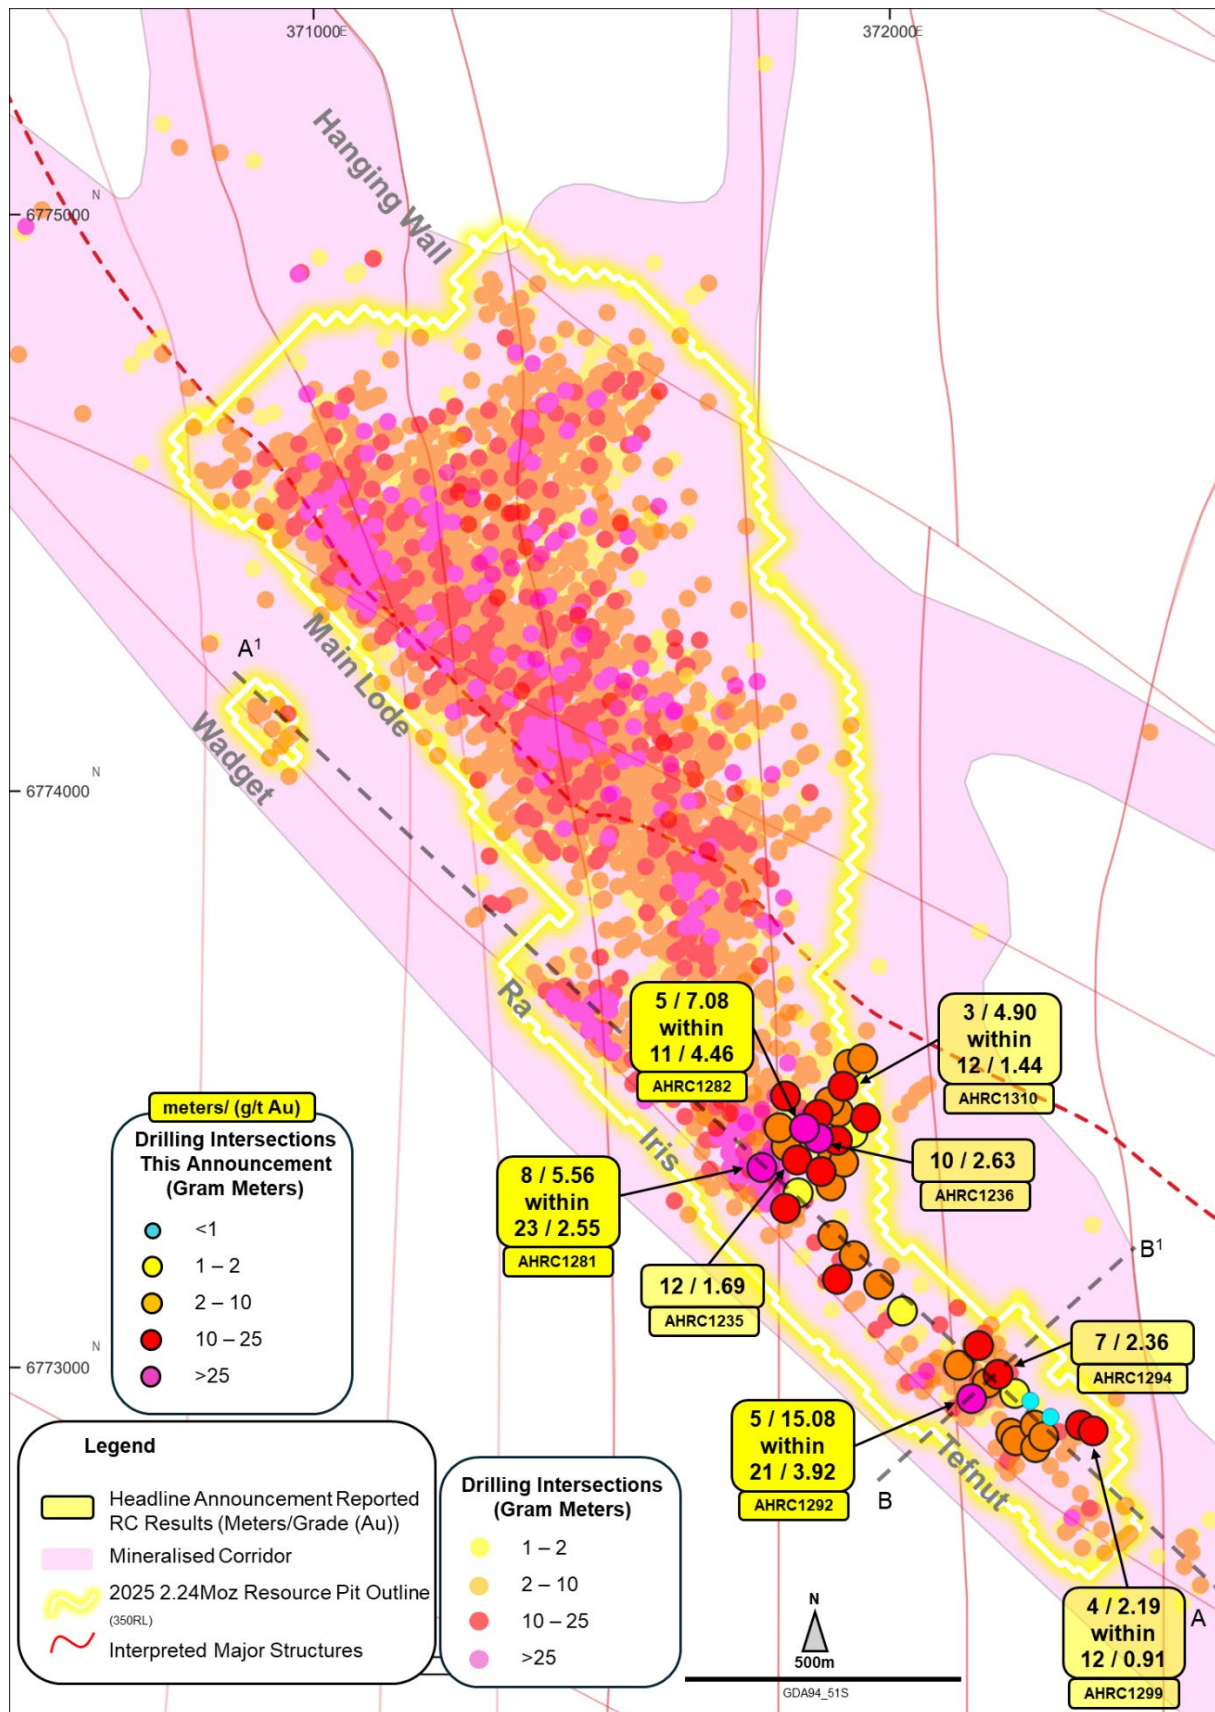 371000E
372000E
Hanging Wall
N
6775000
A1
Main Lode
Wadget
N
6774000
Ra
5 / 7.08
within
11 / 4.46
AHRC1282
3 / 4.90
within
12 / 1.44
AHRC1310
Iris
10 / 2.63
AHRC1236
8 / 5.56
within
23 / 2.55
AHRC1281
12 / 1.69
AHRC1235
B1
N
6773000
7 / 2.36
AHRC1294
5 / 15.08
within
21 / 3.92
AHRC1292
B
Tefnut
4 / 2.19
within
12 / 0.91
AHRC1299
A
meters/ (g/t Au)
Drilling Intersections
This Announcement
(Gram Meters)
<1
1 – 2
2 – 10
10 – 25
>25
Legend
Headline Announcement Reported
RC Results (Meters/Grade (Au))
Mineralised Corridor
2025 2.24Moz Resource Pit Outline
(350RL)
Interpreted Major Structures
Drilling Intersections
(Gram Meters)
1 – 2
2 – 10
10 – 25
>25
N
500m
GDA94_51S